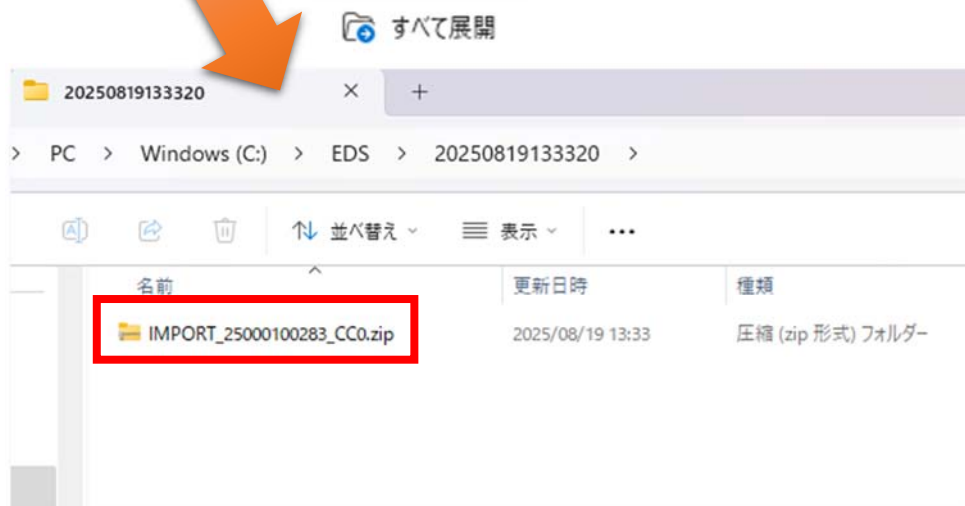 すべて展開
20250819133320 × +
> PC > Windows (C:) > EDS > 20250819133320 >
A 並べ替え 表示 •••
名前 更新日時 種類
IMPORT_25000100283_CC0.zip 2025/08/19 13:33 圧縮 (zip 形式) フォルダー